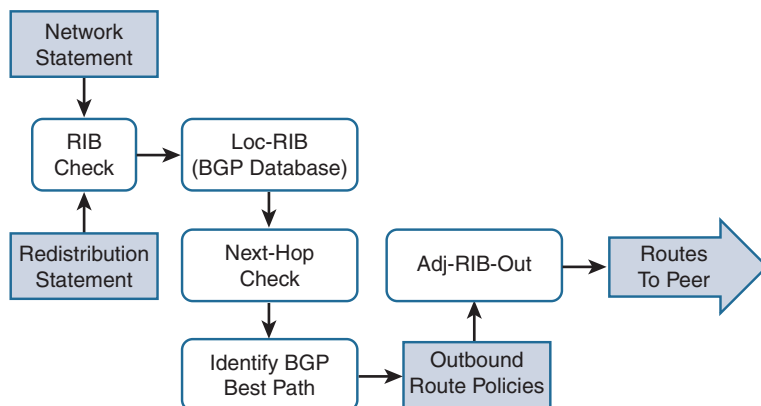 Network
Statement
RIB
Check
Loc-RIB
(BGP Database)
Redistribution
Statement
Next-Hop
Check
Adj-RIB-Out
Routes
To Peer
Identify BGP
Best Path
Outbound
Route Policies